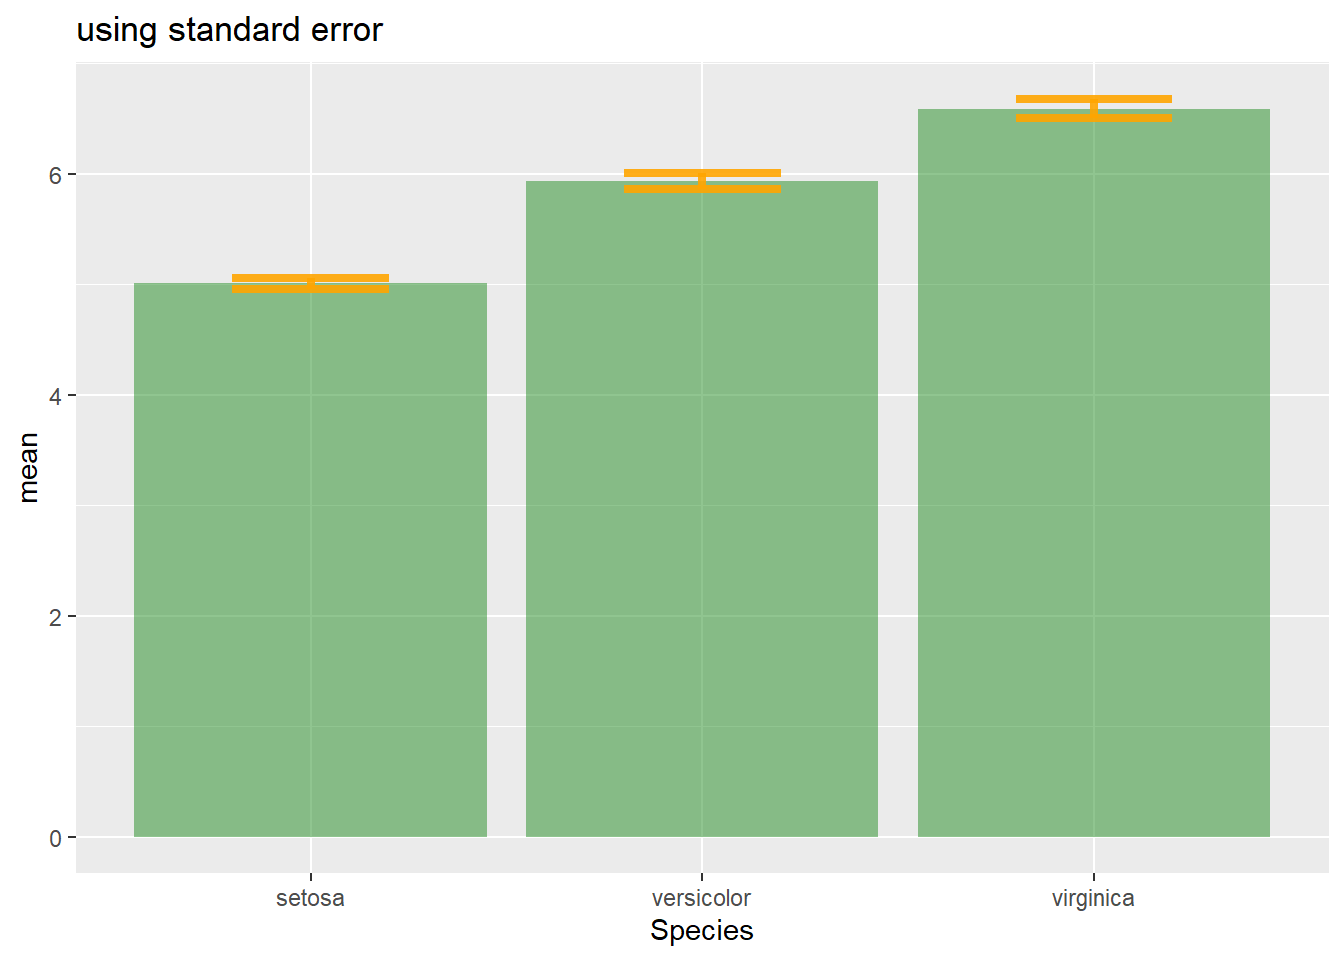 using standard error
mean
6
4
2
0
setosa versicolor virginica
Species